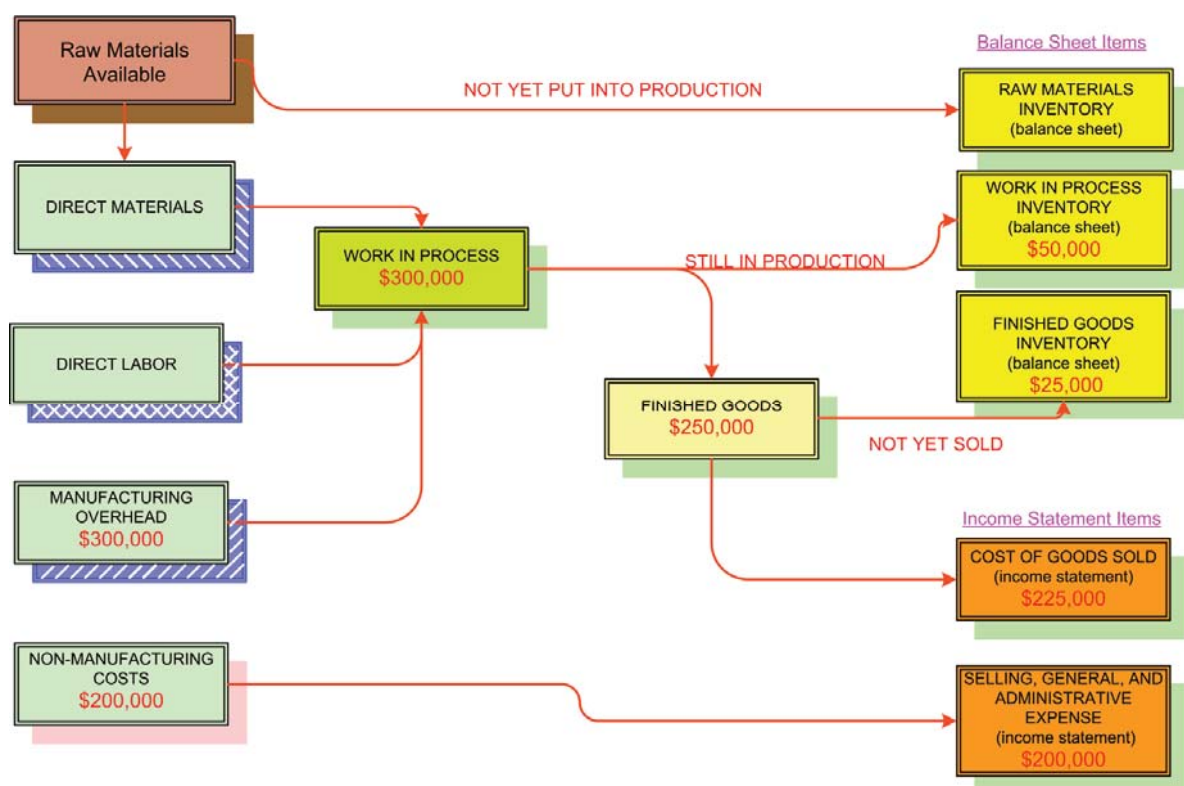 Raw Materials
Available
Balance Sheet Items
NOT YET PUT INTO PRODUCTION
RAW MATERIALS
INVENTORY
(balance sheet)
DIRECT MATERIALS
WORK IN PROCESS
$300,000
STILL IN PRODUCTION
WORK IN PROCESS
INVENTORY
(balance sheet)
$50,000
DIRECT LABOR
FINISHED GOODS
INVENTORY
(balance sheet)
$25,000
FINISHED GOODS
$250,000
NOT YET SOLD
MANUFACTURING
OVERHEAD
$300,000
Income Statement Items
COST OF GOODS SOLD
(income statement)
$225,000
NON-MANUFACTURING
COSTS
$200,000
SELLING, GENERAL, AND
ADMINISTRATIVE
EXPENSE
(income statement)
$200,000